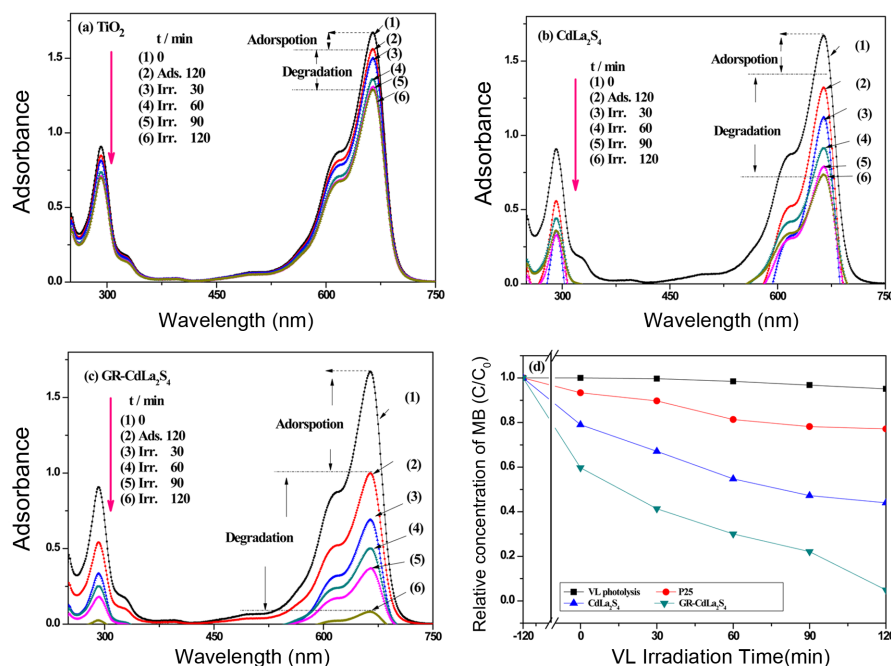 (a) TiO2
t / min
(1) 0
(2) Ads. 120
(3) Irr. 30
(4) Irr. 60
(5) Irr. 90
(6) Irr. 120
Adorspotion
Degradation
(1)
(2)
(3)
(4)
(5)
(6)
1.5
1.0
0.5
0.0
300
450
600
750
Adsorbance
Wavelength (nm)
(b) CdLa2S4
t / min
(1) 0
(2) Ads. 120
(3) Irr. 30
(4) Irr. 60
(5) Irr. 90
(6) Irr. 120
Adsorpstion
Degradation
(1)
(2)
(3)
(4)
(5)
(6)
1.5
1.0
0.5
0.0
300
450
600
750
Adsorbance
Wavelength (nm)
(c) GR-CdLa2S4
t / min
(1) 0
(2) Ads. 120
(3) Irr. 30
(4) Irr. 60
(5) Irr. 90
(6) Irr. 120
Adsorpstion
Degradation
(1)
(2)
(3)
(4)
(5)
(6)
1.5
1.0
0.5
0.0
300
450
600
750
Adsorbance
Wavelength (nm)
(d)
1.0
0.8
0.6
0.4
0.2
0.0
-120
0
30
60
90
120
Relative concentration of MB (C/C0)
VL photolysis
P25
CdLa2S4
GR-CdLa2S4
VL Irradiation Time(min)